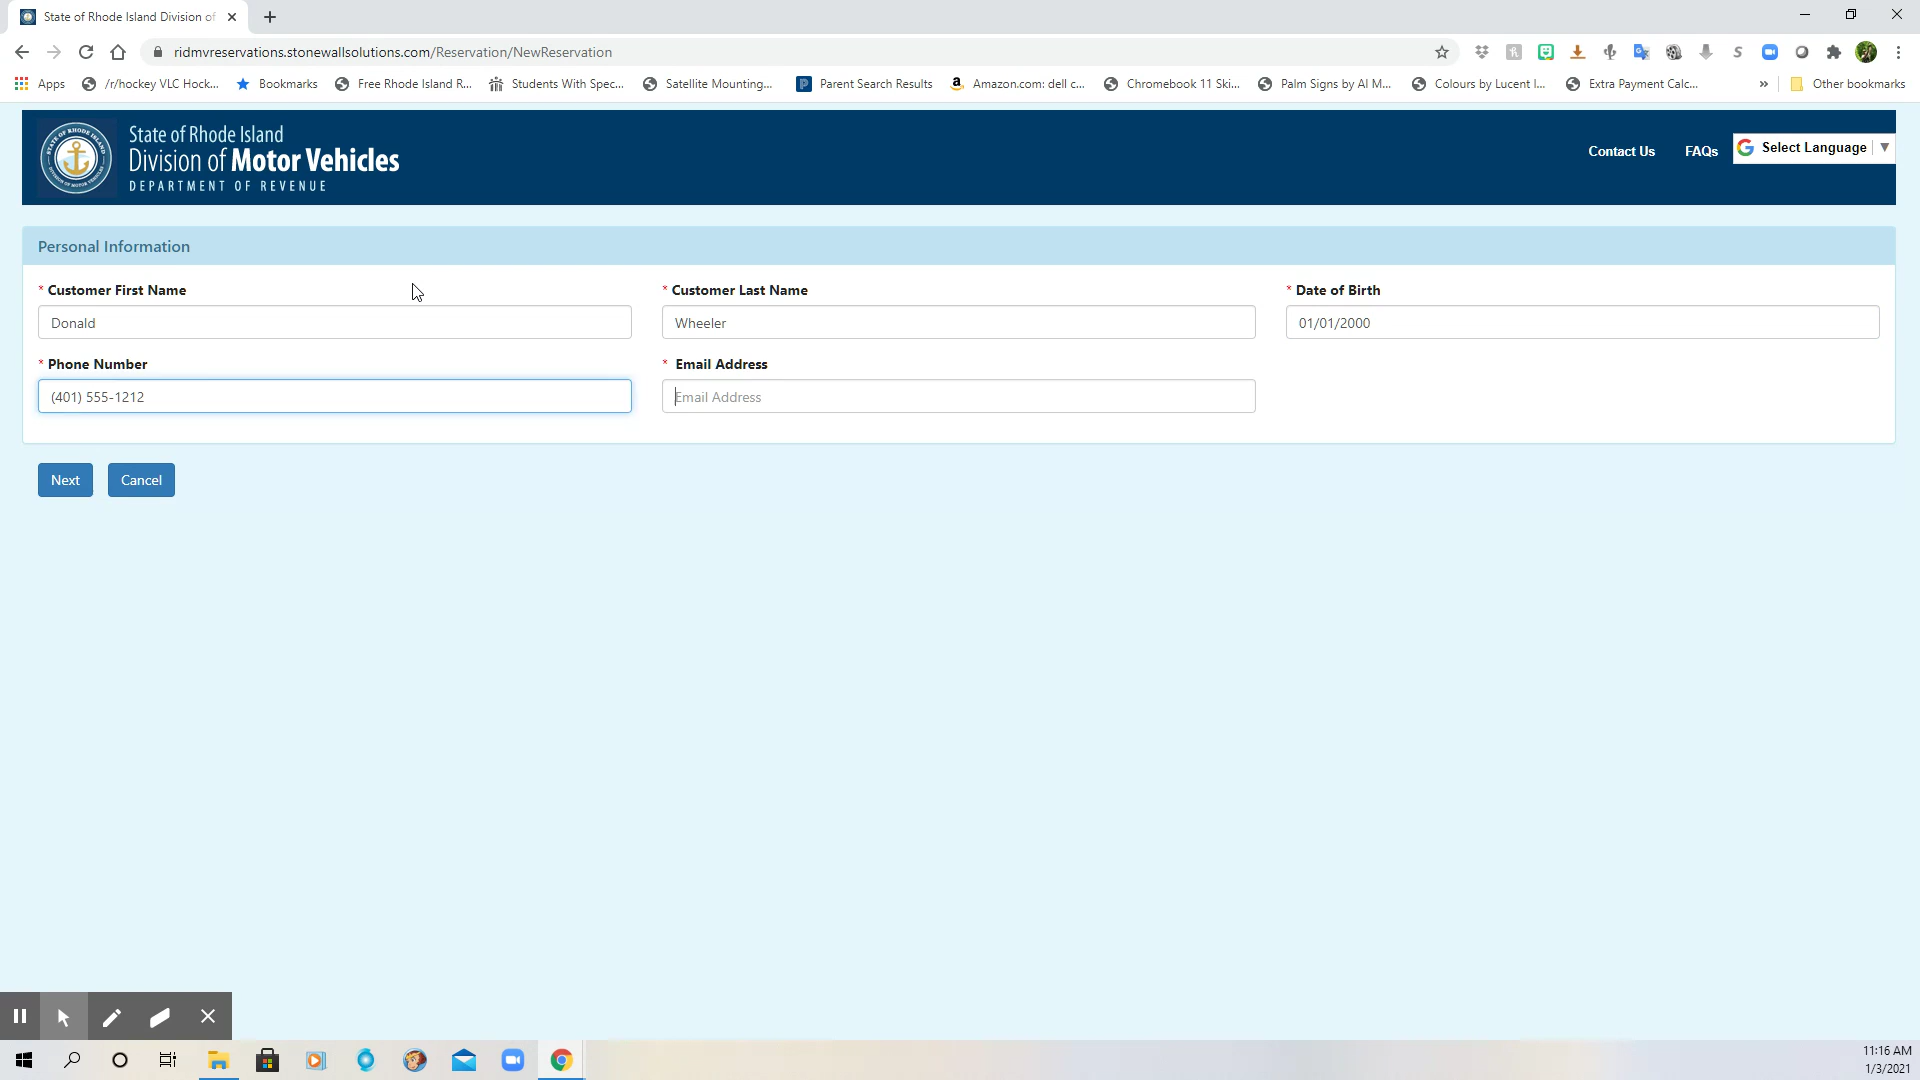 State of Rhode Island Division of
ridmvreservations.stonewallsolutions.com/Reservation/NewReservation
Apps /r/hockey VLC Hock... Bookmarks Free Rhode Island R... Students With Spec... Satellite Mounting... Parent Search Results Amazon.com: dell c... Chromebook 11 Ski... Palm Signs by Al M... Colours by Lucent I... Extra Payment Calc... » Other bookmarks
State of Rhode Island
Division of Motor Vehicles
DEPARTMENT OF REVENUE
Contact Us FAQs Select Language ▼
Personal Information
* Customer First Name * Customer Last Name * Date of Birth
Donald Wheeler 01/01/2000
* Phone Number * Email Address
(401) 555-1212 Email Address
Next Cancel
11:16 AM
1/3/2021